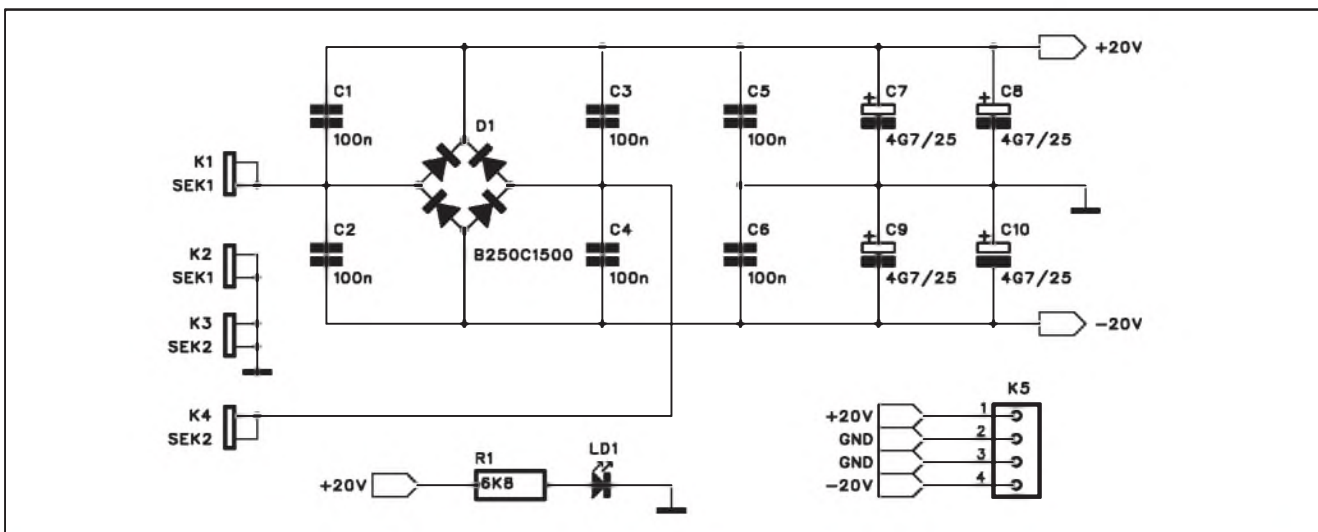 +20V
C1
100n
D1
C3
100n
C5
100n
C7
4G7/25
C8
4G7/25
K1
SEK1
C2
100n
B250C1500
C4
100n
C6
100n
C9
4G7/25
C10
4G7/25
K2
SEK1
K3
SEK2
-20V
K4
SEK2
K5
+20V 1
GND 2
GND 3
-20V 4
+20V
R1
6K8
LD1